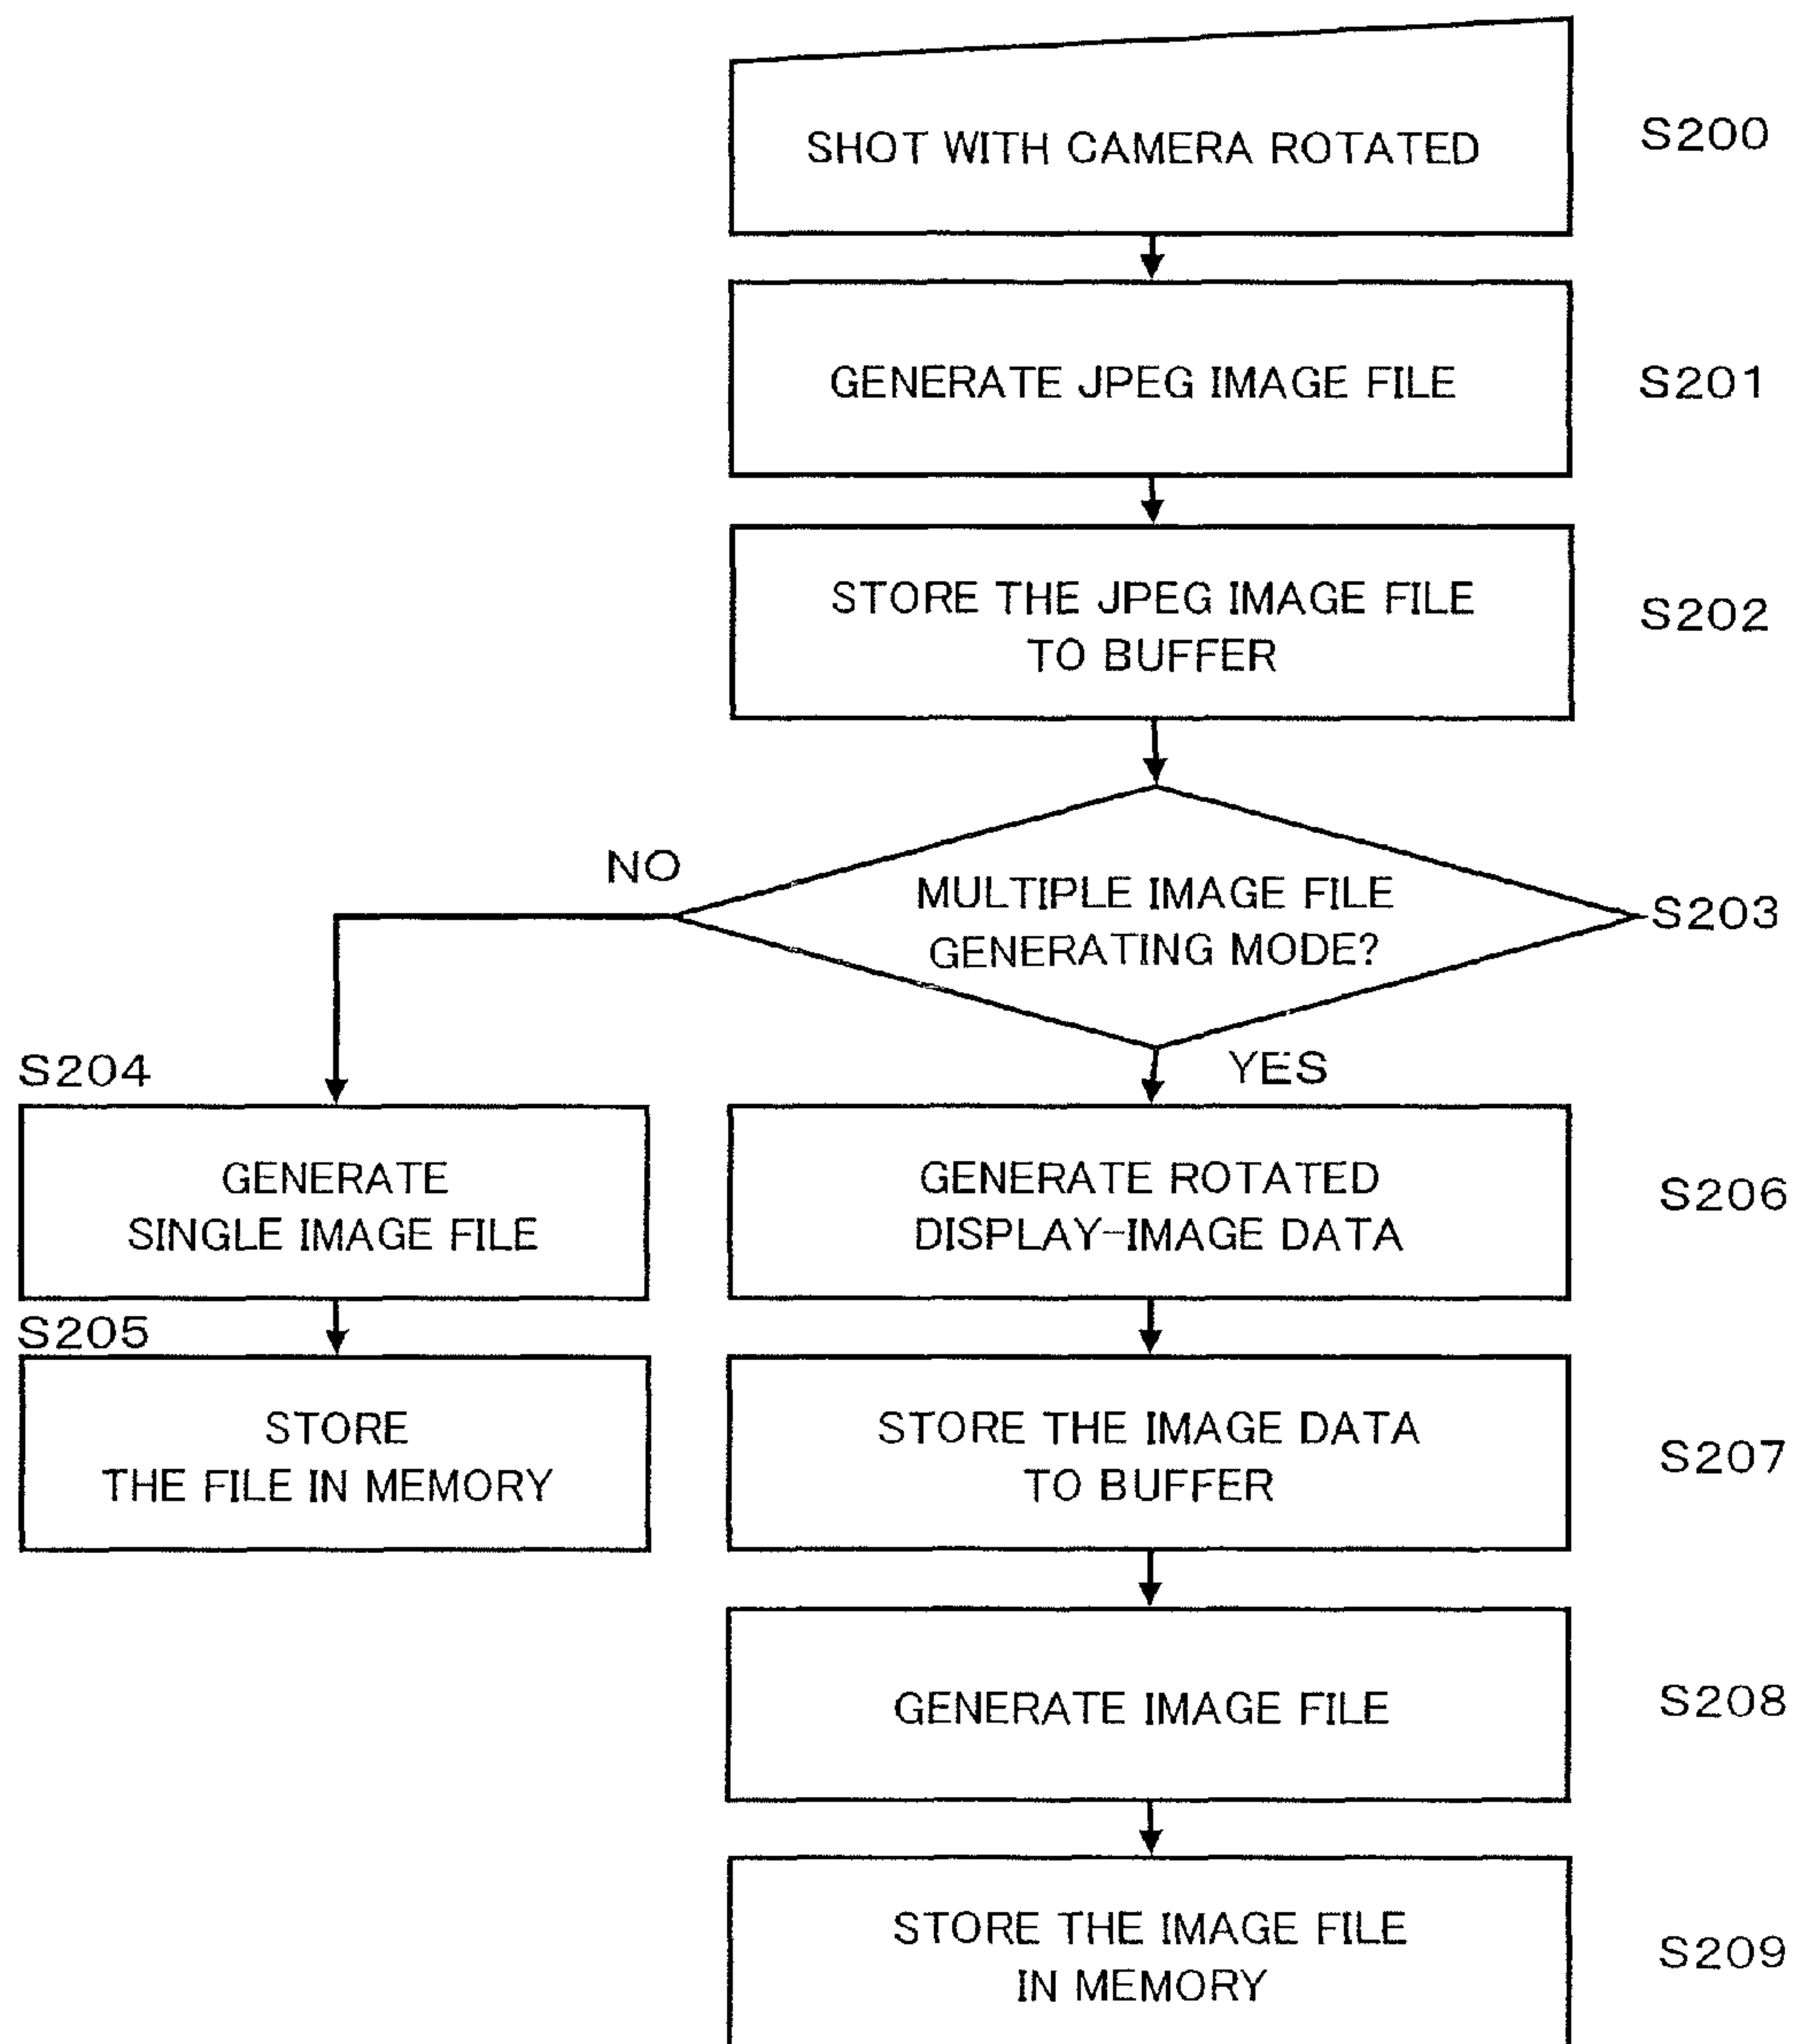 SHOT WITH CAMERA ROTATED
S200
GENERATE JPEG IMAGE FILE
S201
STORE THE JPEG IMAGE FILE
TO BUFFER
S202
NO
MULTIPLE IMAGE FILE
GENERATING MODE?
S203
YES
S204
GENERATE
SINGLE IMAGE FILE
S205
STORE
THE FILE IN MEMORY
GENERATE ROTATED
DISPLAY-IMAGE DATA
S206
STORE THE IMAGE DATA
TO BUFFER
S207
GENERATE IMAGE FILE
S208
STORE THE IMAGE FILE
IN MEMORY
S209